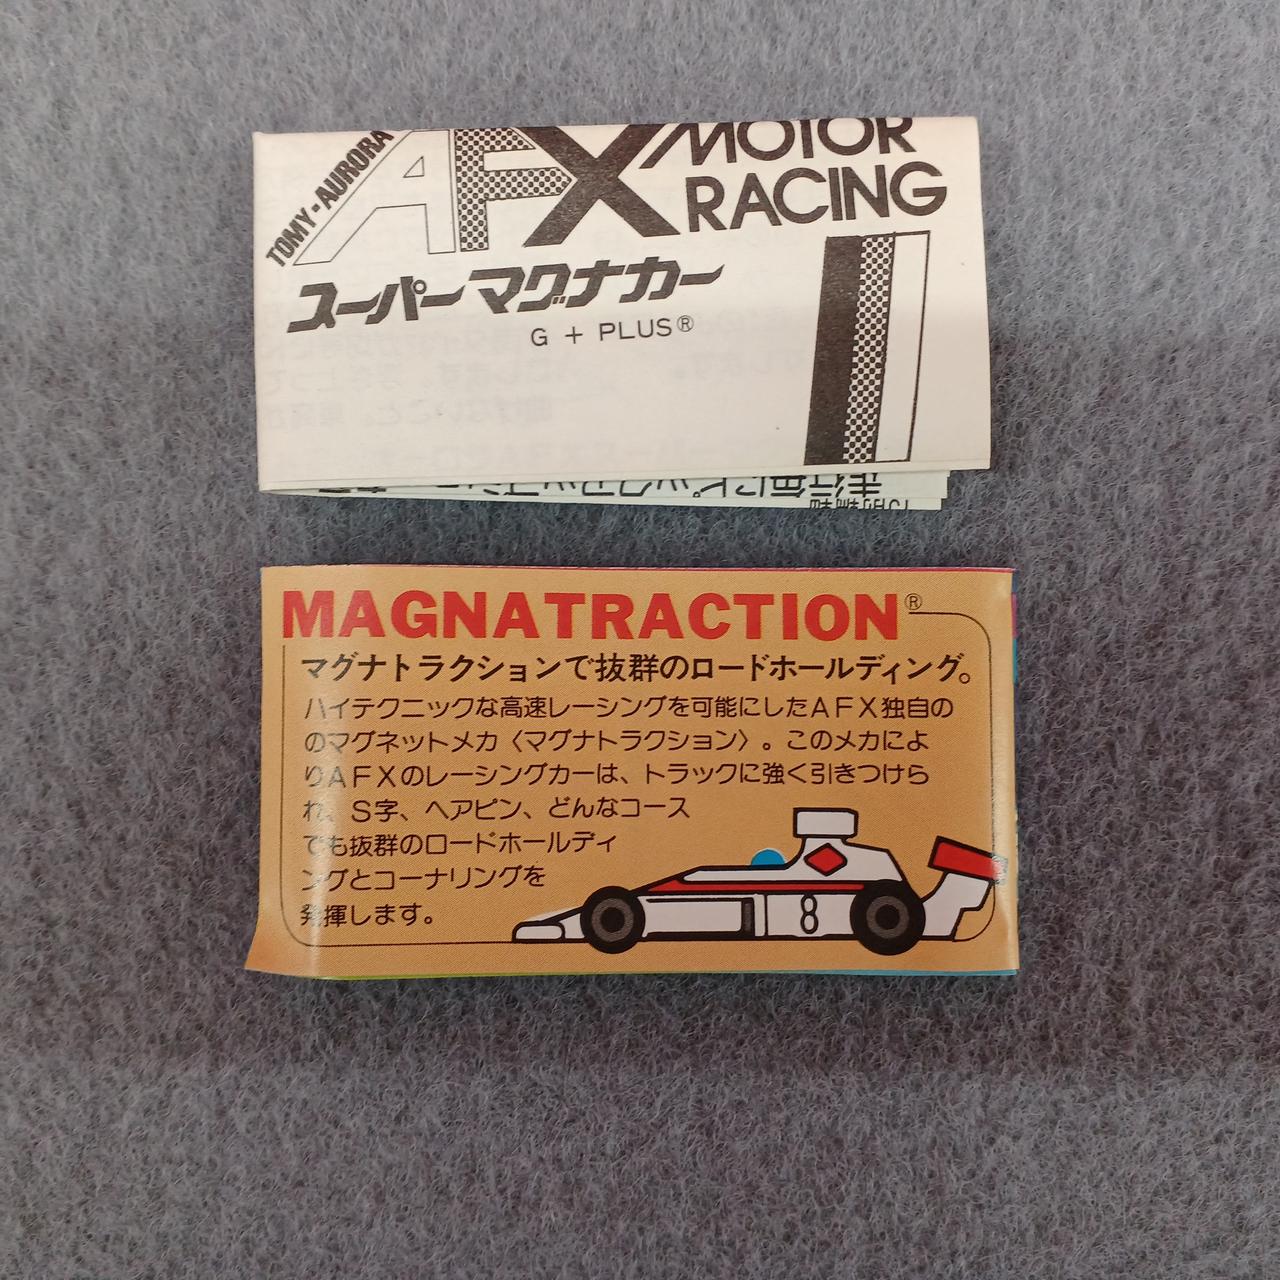 TOMY-AURORA
AFX MOTOR
RACING
スーパーマグナカー
G + PLUS®
MAGNATRACTION®
マグナトラクションで抜群のロードホールディング。
ハイテクニックな高速レーシングを可能にしたAFX独自の
のマグネットメカ〈マグナトラクション〉。このメカによ
りAFXのレーシングカーは、トラックに強く引きつけら
れ、S字、ヘアピン、どんなコース
でも抜群のロードホールディ
ングとコーナリングを
発揮します。
8